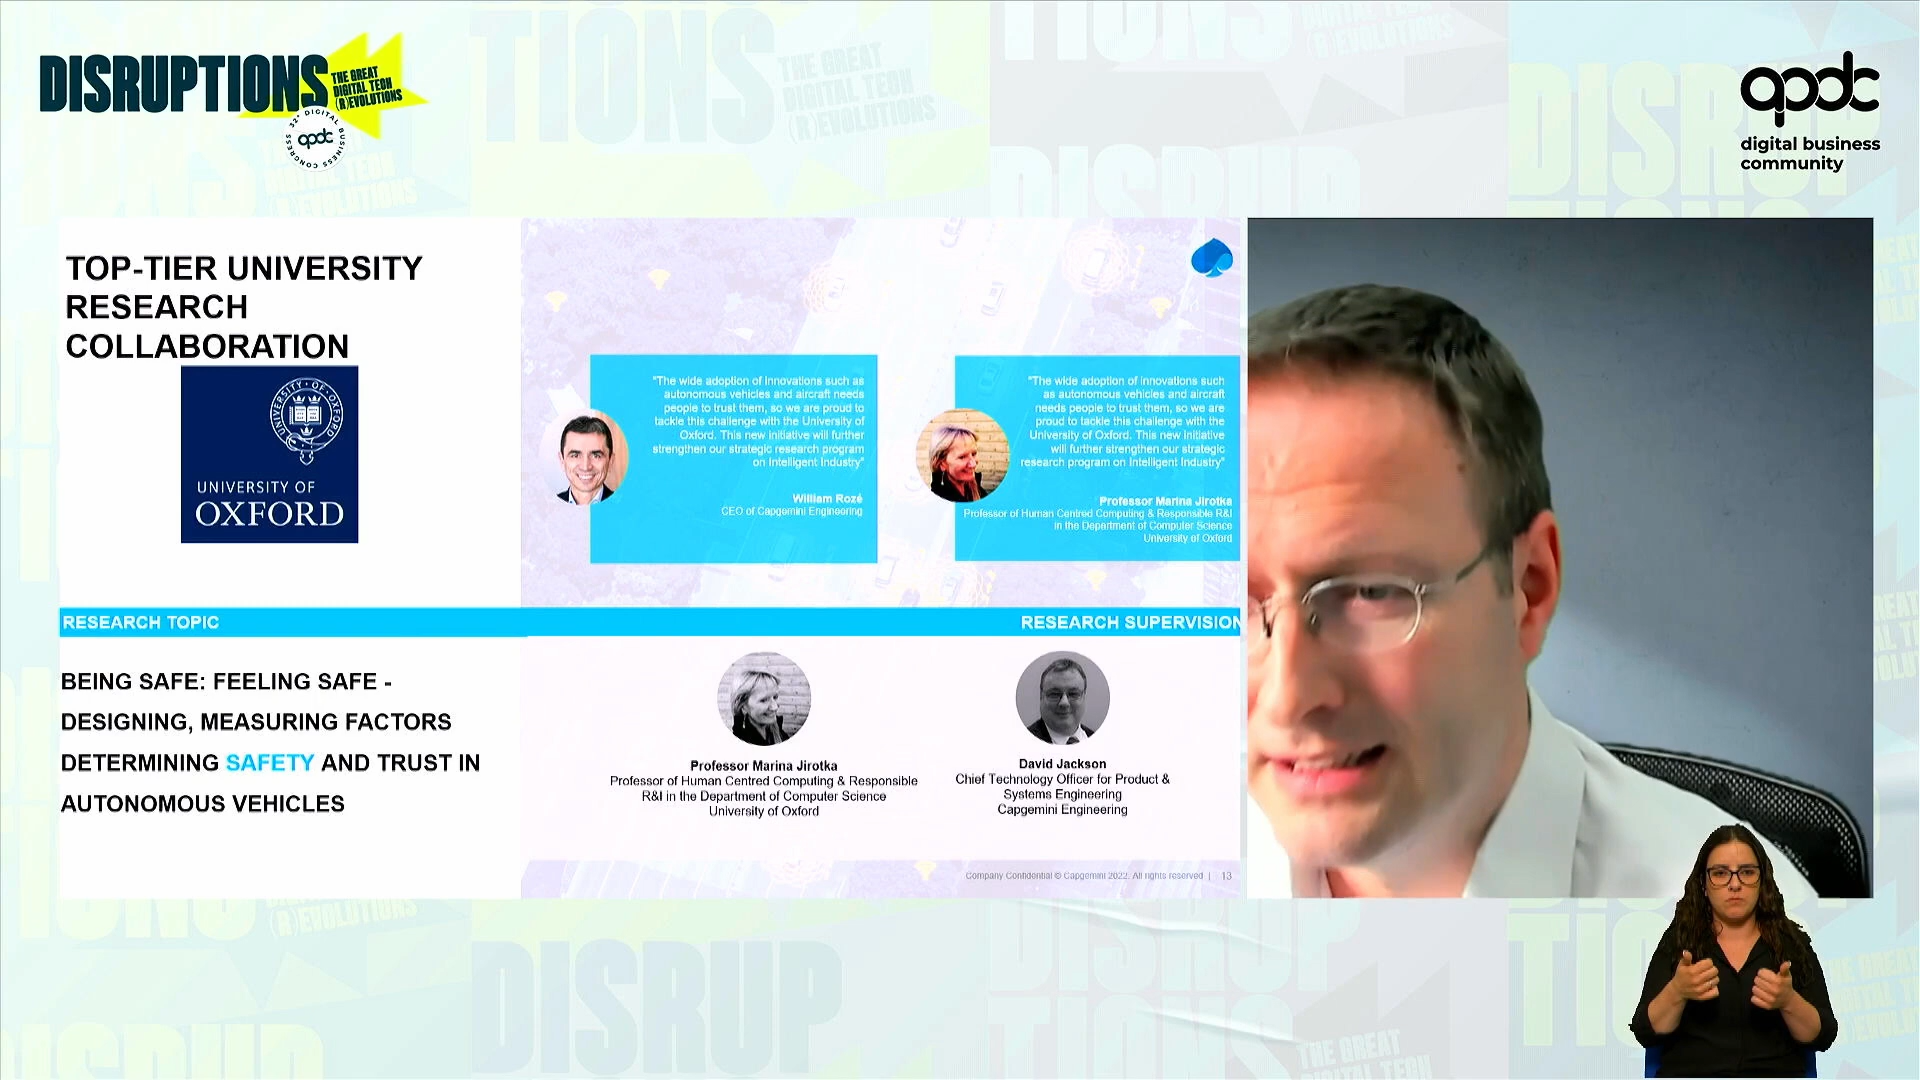 DISRUPTIONS
THE GREAT
DIGITAL TECH
(R)EVOLUTIONS
32º DIGITAL BUSINESS CONGRESS
apdc
apdc
digital business
community
TOP-TIER UNIVERSITY
RESEARCH
COLLABORATION
UNIVERSITY OF OXFORD
UNIVERSITY OF
OXFORD
"The wide adoption of innovations such as
autonomous vehicles and aircraft needs
people to trust them, so we are proud to
tackle this challenge with the University of
Oxford. This new initiative will further
strengthen our strategic research program
on Intelligent Industry"
William Rozé
CEO of Capgemini Engineering
"The wide adoption of innovations such
as autonomous vehicles and aircraft
needs people to trust them, so we are
proud to tackle this challenge with the
University of Oxford. This new initiative
will further strengthen our strategic
research program on Intelligent Industry"
Professor Marina Jirotka
Professor of Human Centred Computing & Responsible R&I
in the Department of Computer Science
University of Oxford
RESEARCH TOPIC
RESEARCH SUPERVISION
BEING SAFE: FEELING SAFE -
DESIGNING, MEASURING FACTORS
DETERMINING SAFETY AND TRUST IN
AUTONOMOUS VEHICLES
Professor Marina Jirotka
Professor of Human Centred Computing & Responsible
R&I in the Department of Computer Science
University of Oxford
David Jackson
Chief Technology Officer for Product &
Systems Engineering
Capgemini Engineering
Company Confidential © Capgemini 2022. All rights reserved | 13